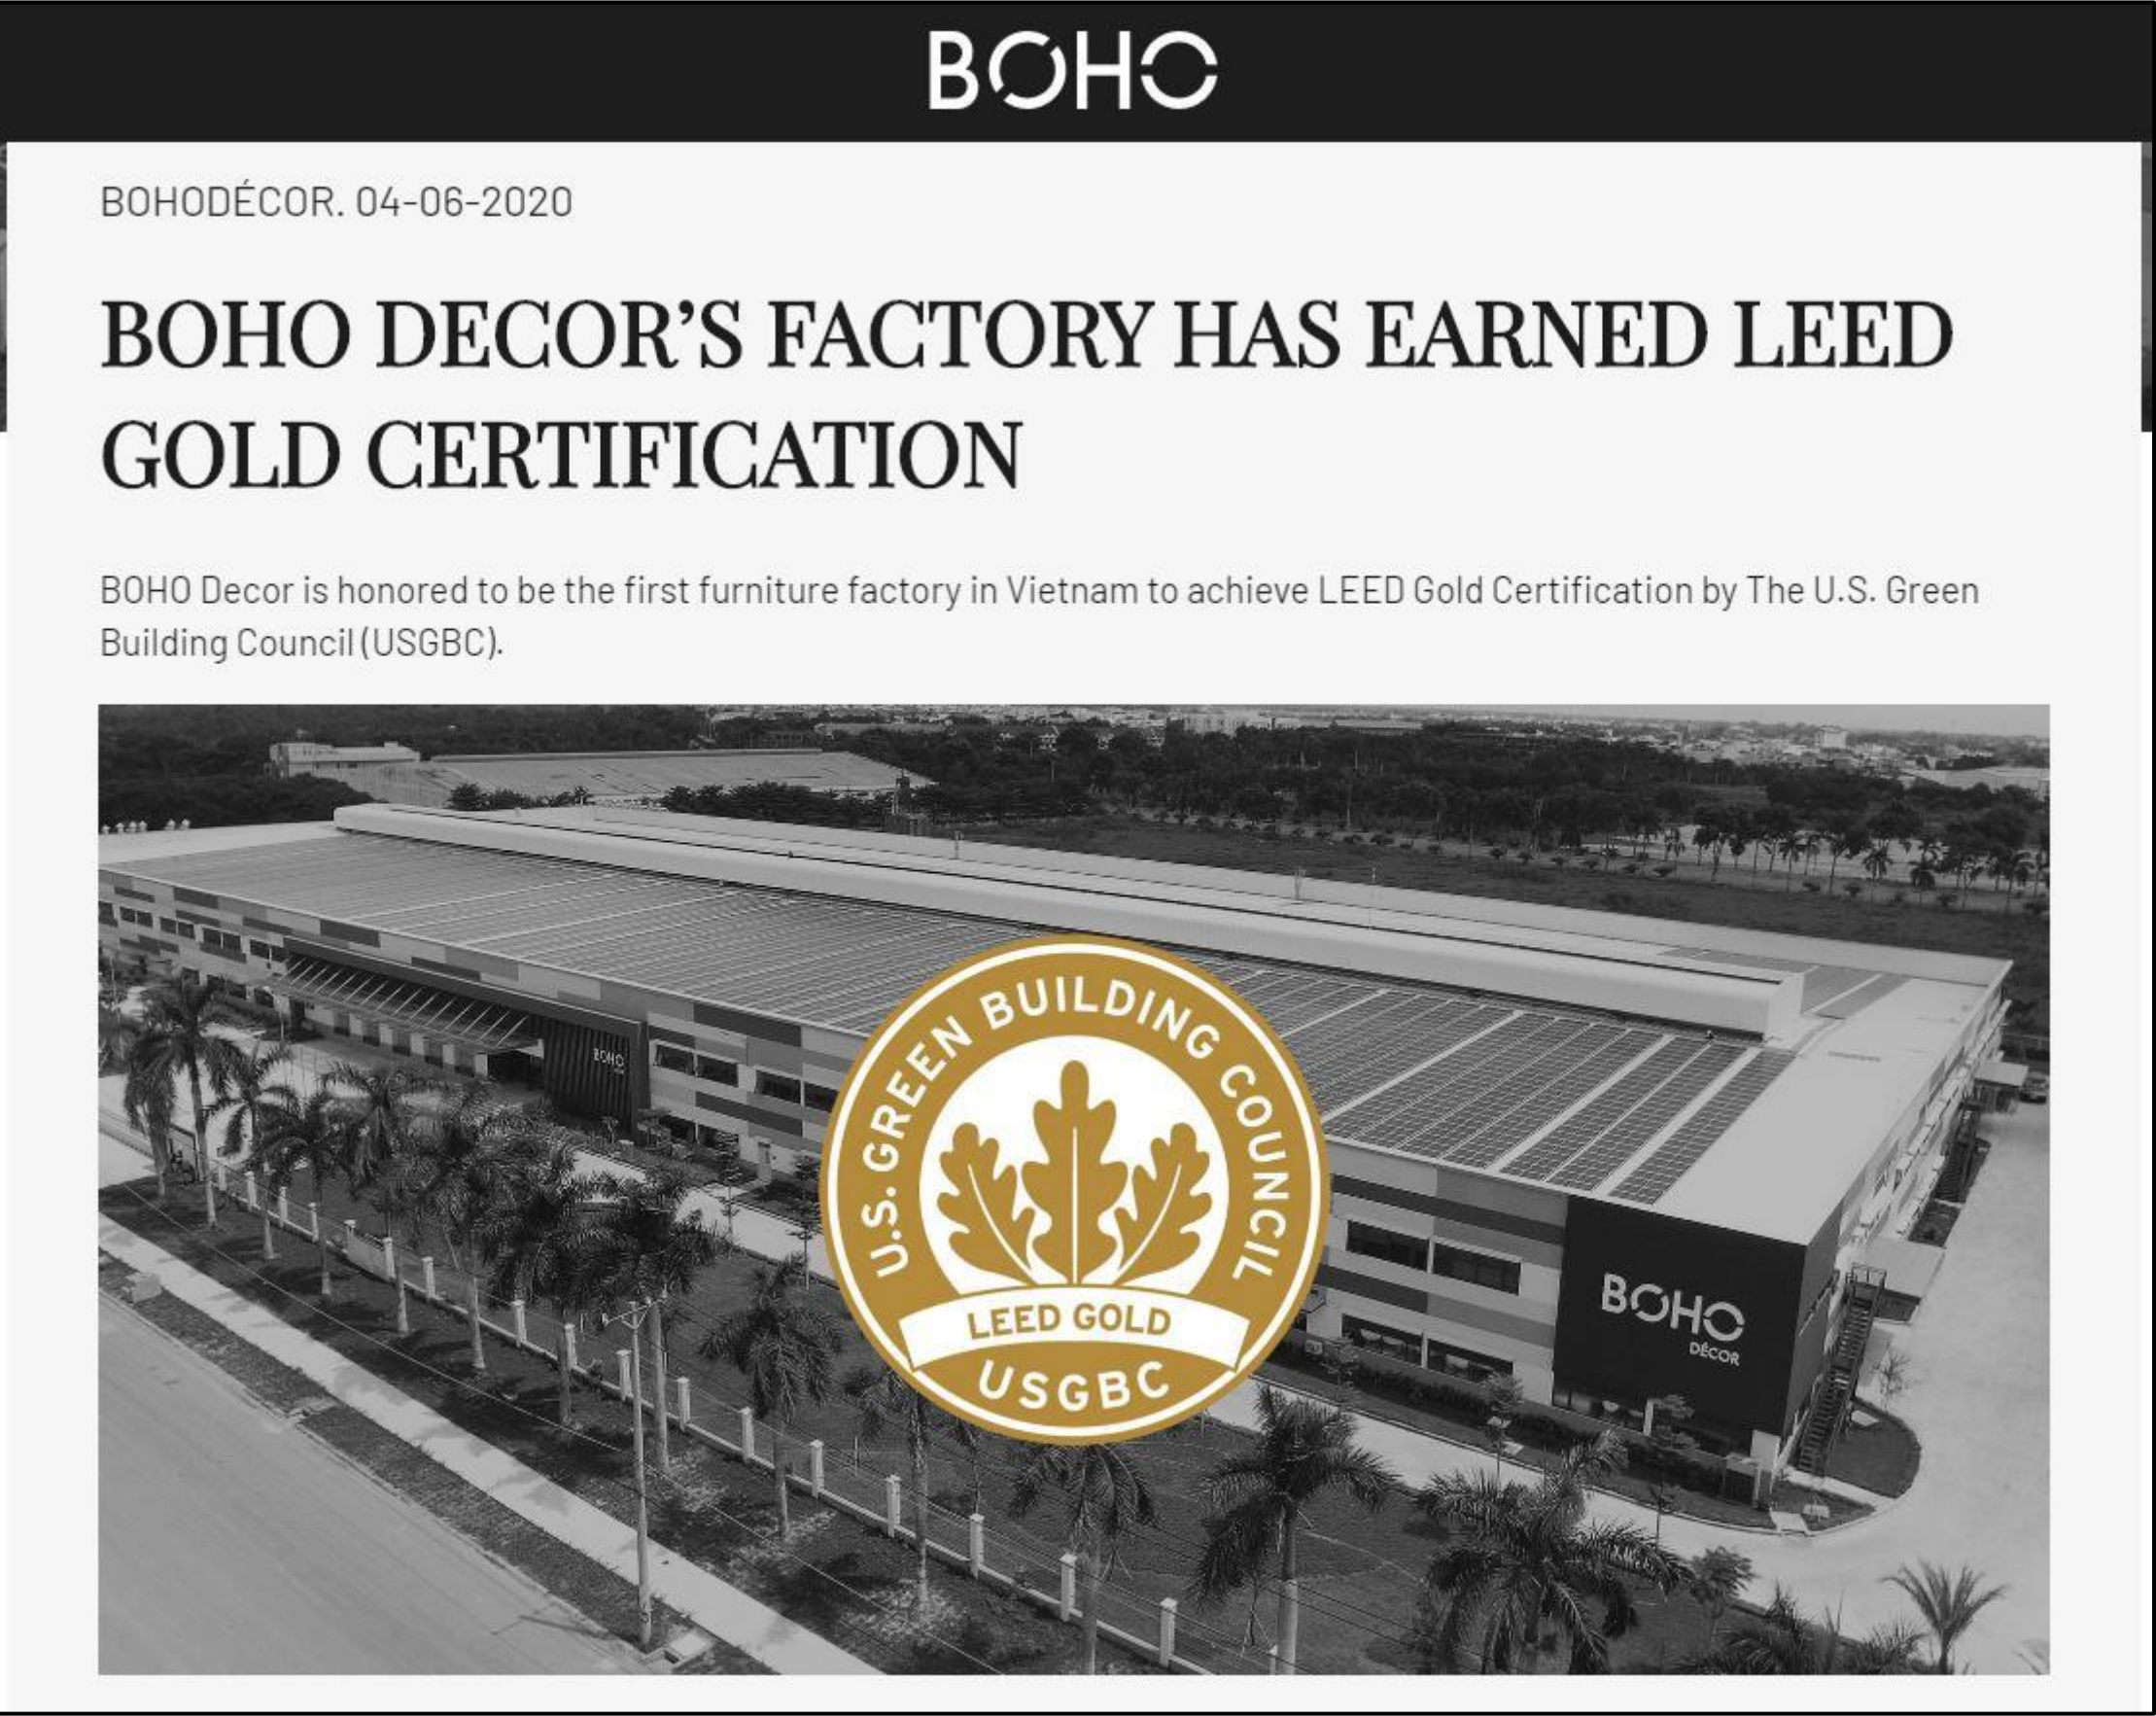 BOHO
BOHODÉCOR. 04-06-2020
BOHO DECOR’S FACTORY HAS EARNED LEED
GOLD CERTIFICATION
BOHO Decor is honored to be the first furniture factory in Vietnam to achieve LEED Gold Certification by The U.S. Green
Building Council (USGBC).
U.S. GREEN BUILDING COUNCIL
LEED GOLD
USGBC
BOHO
BOHO
DÉCOR